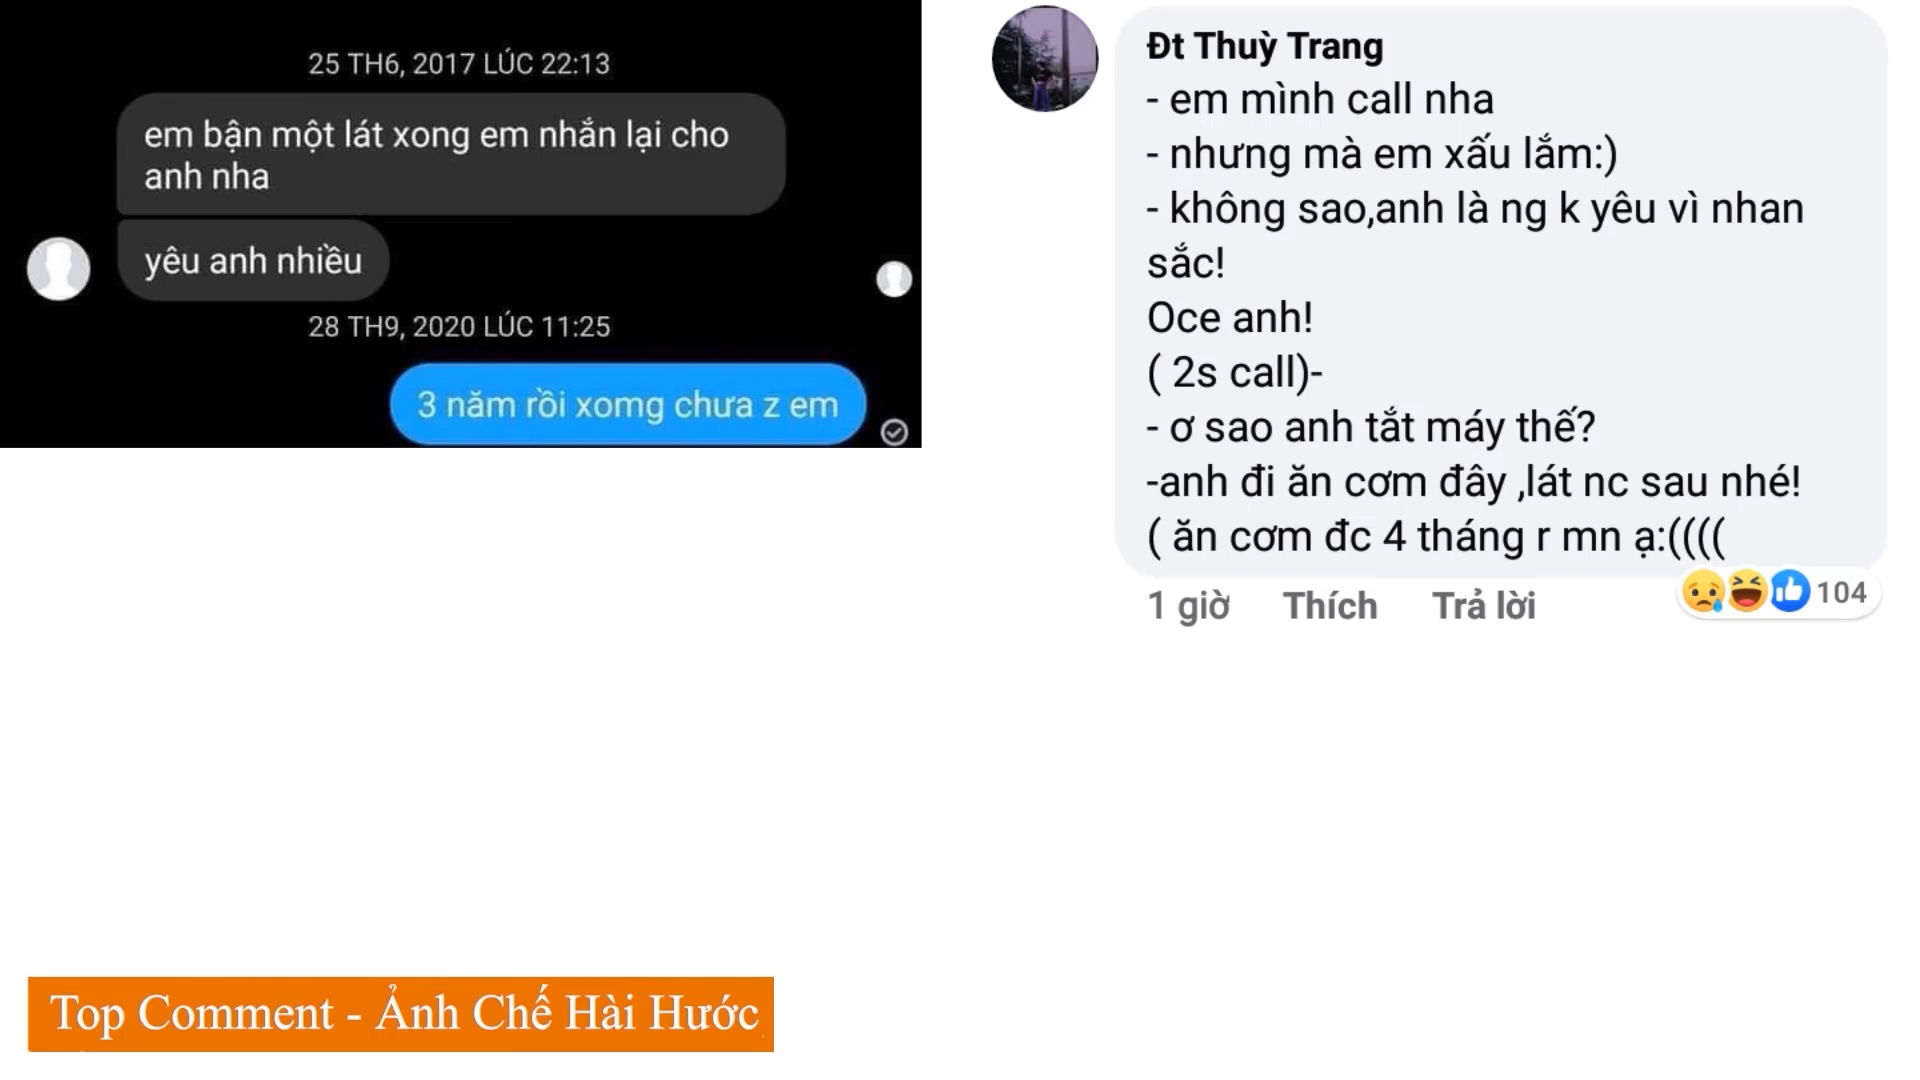 25 TH6, 2017 LÚC 22:13
em bận một lát xong em nhắn lại cho
anh nha
yêu anh nhiều
28 TH9, 2020 LÚC 11:25
3 năm rồi xomg chưa z em
Đt Thuỳ Trang
- em mình call nha
- nhưng mà em xấu lắm:)
- không sao,anh là ng k yêu vì nhan
sắc!
Oce anh!
( 2s call)-
- ơ sao anh tắt máy thế?
-anh đi ăn cơm đây ,lát nc sau nhé!
( ăn cơm đc 4 tháng r mn ạ:((((
1 giờ Thích Trả lời 104
Top Comment - Ảnh Chế Hài Hước